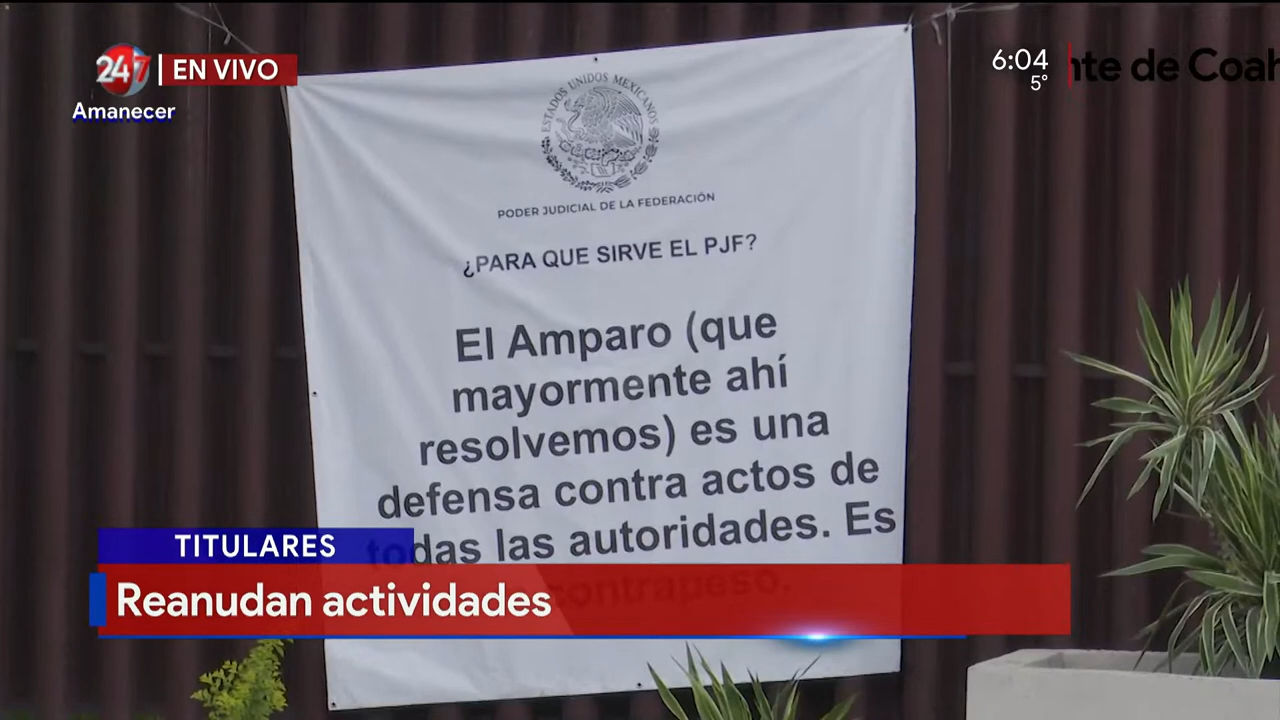 247 EN VIVO
Amanecer
6:04
5°
nte de Coah
ESTADOS UNIDOS MEXICANOS
PODER JUDICIAL DE LA FEDERACIÓN
¿PARA QUE SIRVE EL PJF?
El Amparo (que
mayormente ahí
resolvemos) es una
defensa contra actos de
todas las autoridades. Es
contrapeso.
TITULARES
Reanudan actividades